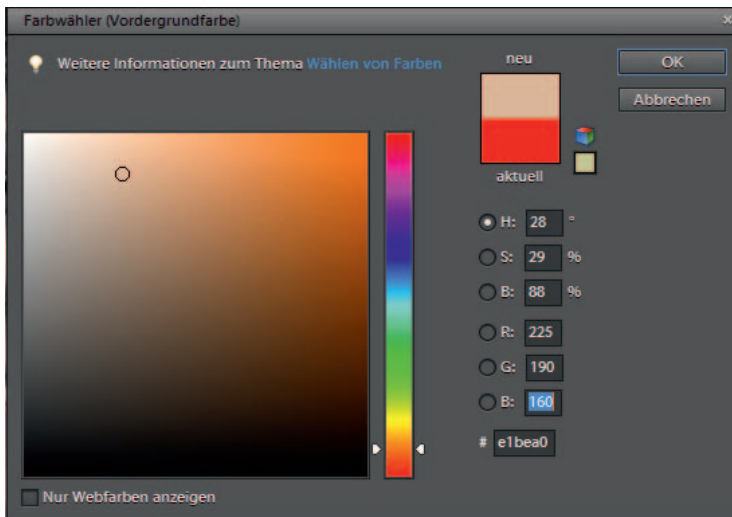 Farbwähler (Vordergrundfarbe)
Weitere Informationen zum Thema Wählen von Farben
neu
OK
Abbrechen
aktuell
H: 28 °
S: 29 %
B: 88 %
R: 225
G: 190
B: 160
# e1bea0
Nur Webfarben anzeigen